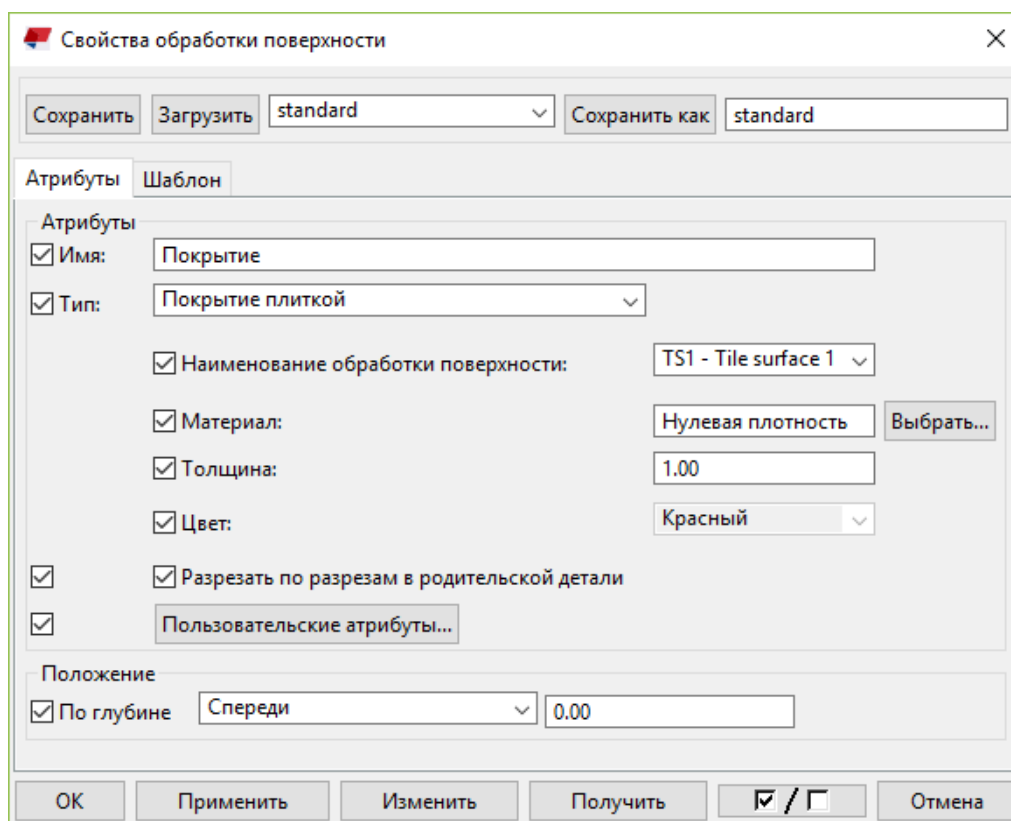 Свойства обработки поверхности
Сохранить Загрузить standard Сохранить как standard
Атрибуты Шаблон
Атрибуты
Имя: Покрытие
Тип: Покрытие плиткой
Наименование обработки поверхности: TS1 - Tile surface 1
Материал: Нулевая плотность Выбрать...
Толщина: 1.00
Цвет: Красный
Разрезать по разрезам в родительской детали
Пользовательские атрибуты...
Положение
По глубине Спереди 0.00
ОК Применить Изменить Получить / Отмена